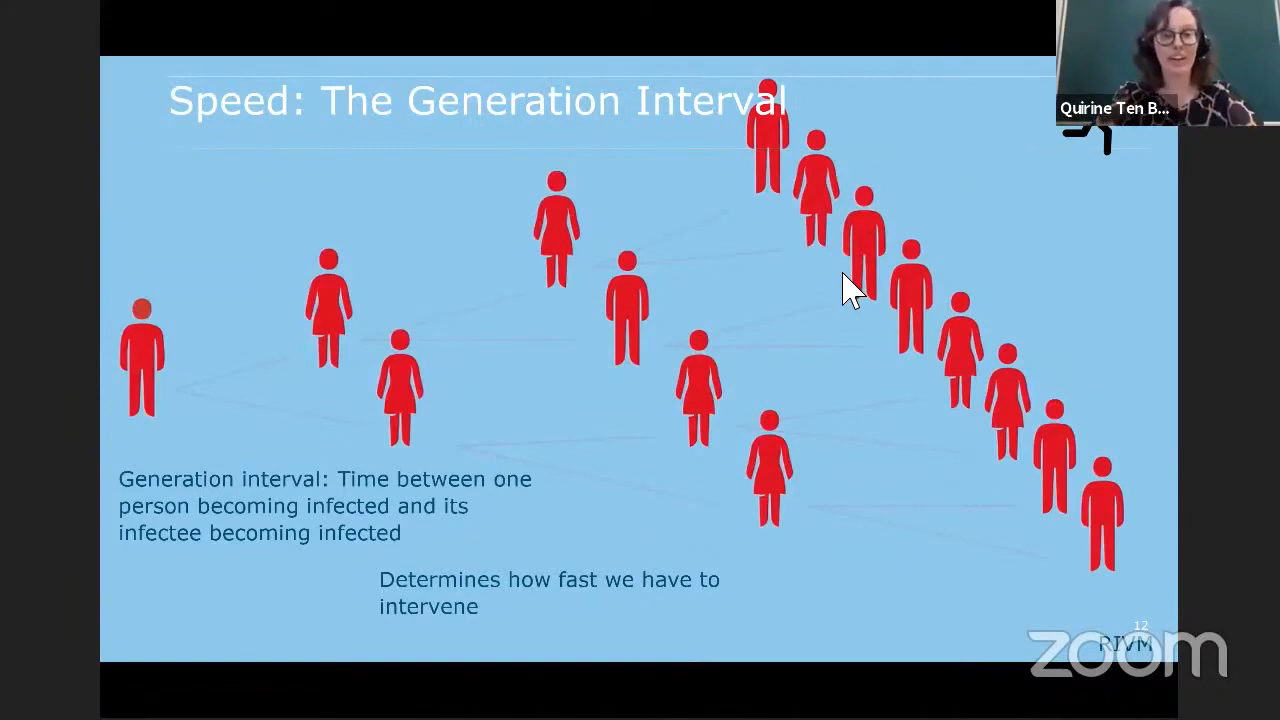 Speed: The Generation Interval
Quirine Ten B...
Generation interval: Time between one
person becoming infected and its
infectee becoming infected
Determines how fast we have to
intervene
12
RIVM
zoom